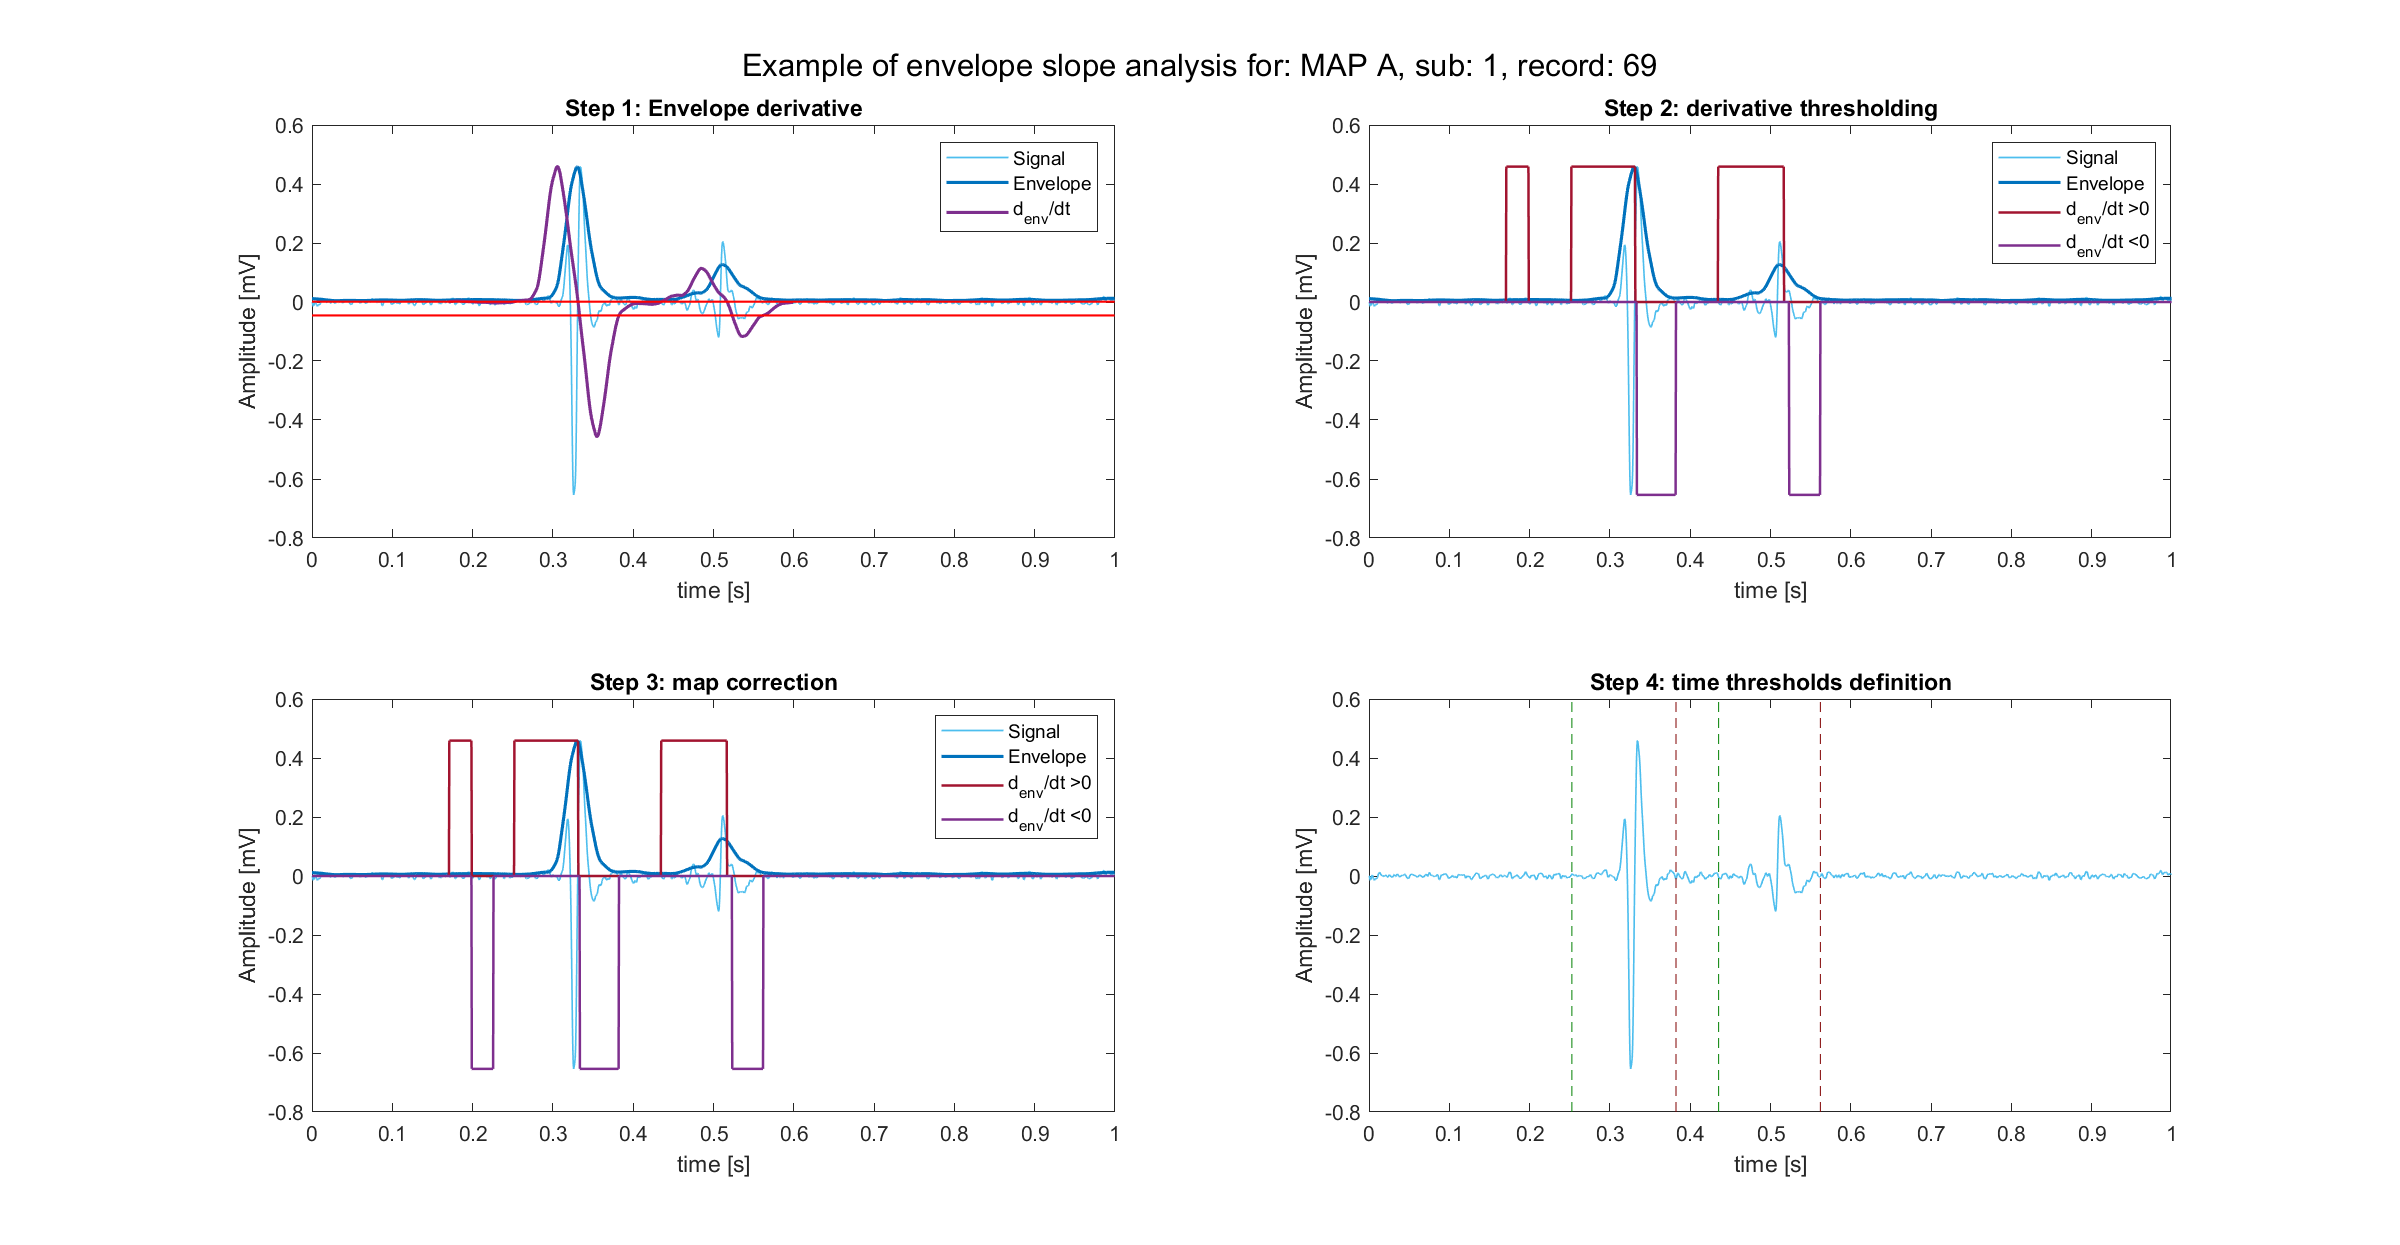 Example of envelope slope analysis for: MAP A, sub: 1, record: 69
Step 1: Envelope derivative
0.6
0.4
0.2
0
-0.2
-0.4
-0.6
-0.8
Amplitude [mV]
Signal
Envelope
d_env/dt
0 0.1 0.2 0.3 0.4 0.5 0.6 0.7 0.8 0.9 1
time [s]
Step 2: derivative thresholding
0.6
0.4
0.2
0
-0.2
-0.4
-0.6
-0.8
Amplitude [mV]
Signal
Envelope
d_env/dt >0
d_env/dt <0
0 0.1 0.2 0.3 0.4 0.5 0.6 0.7 0.8 0.9 1
time [s]
Step 3: map correction
0.6
0.4
0.2
0
-0.2
-0.4
-0.6
-0.8
Amplitude [mV]
Signal
Envelope
d_env/dt >0
d_env/dt <0
0 0.1 0.2 0.3 0.4 0.5 0.6 0.7 0.8 0.9 1
time [s]
Step 4: time thresholds definition
0.6
0.4
0.2
0
-0.2
-0.4
-0.6
-0.8
Amplitude [mV]
0 0.1 0.2 0.3 0.4 0.5 0.6 0.7 0.8 0.9 1
time [s]